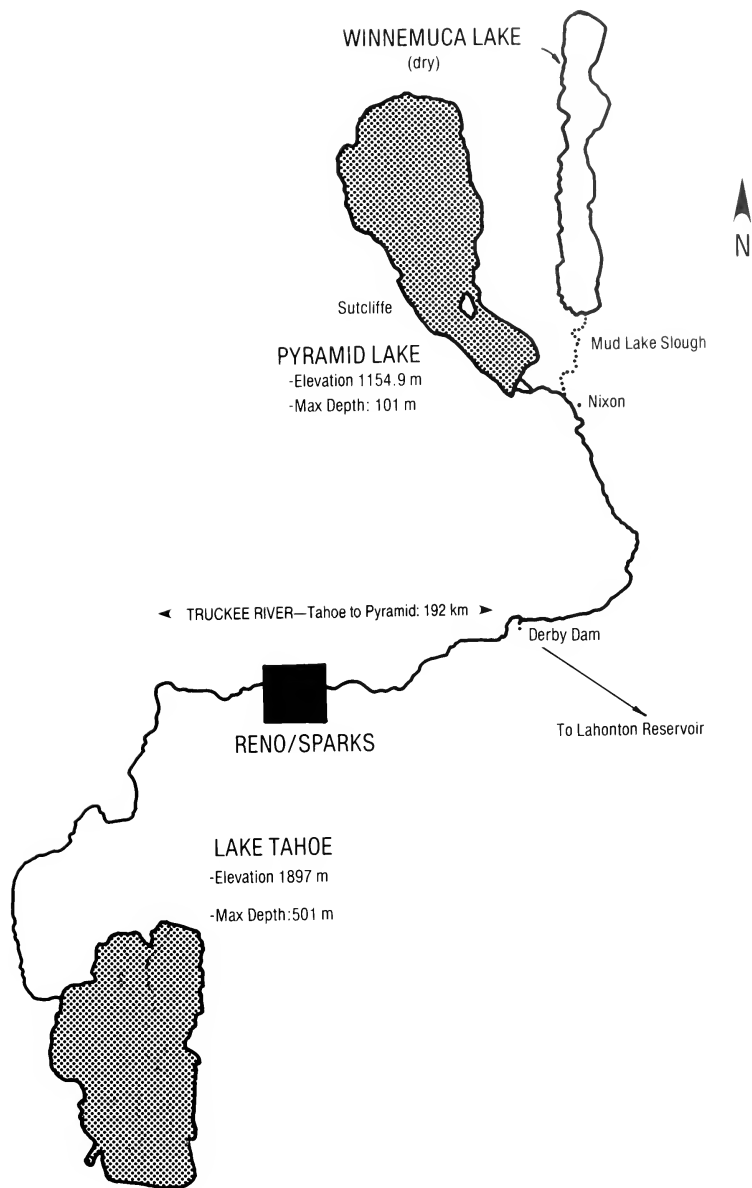 WINNEMUCA LAKE
(dry)
N
Sutcliffe
Mud Lake Slough
PYRAMID LAKE
-Elevation 1154.9 m
-Max Depth: 101 m
Nixon
TRUCKEE RIVER—Tahoe to Pyramid: 192 km
Derby Dam
To Lahonton Reservoir
RENO/SPARKS
LAKE TAHOE
-Elevation 1897 m
-Max Depth:501 m